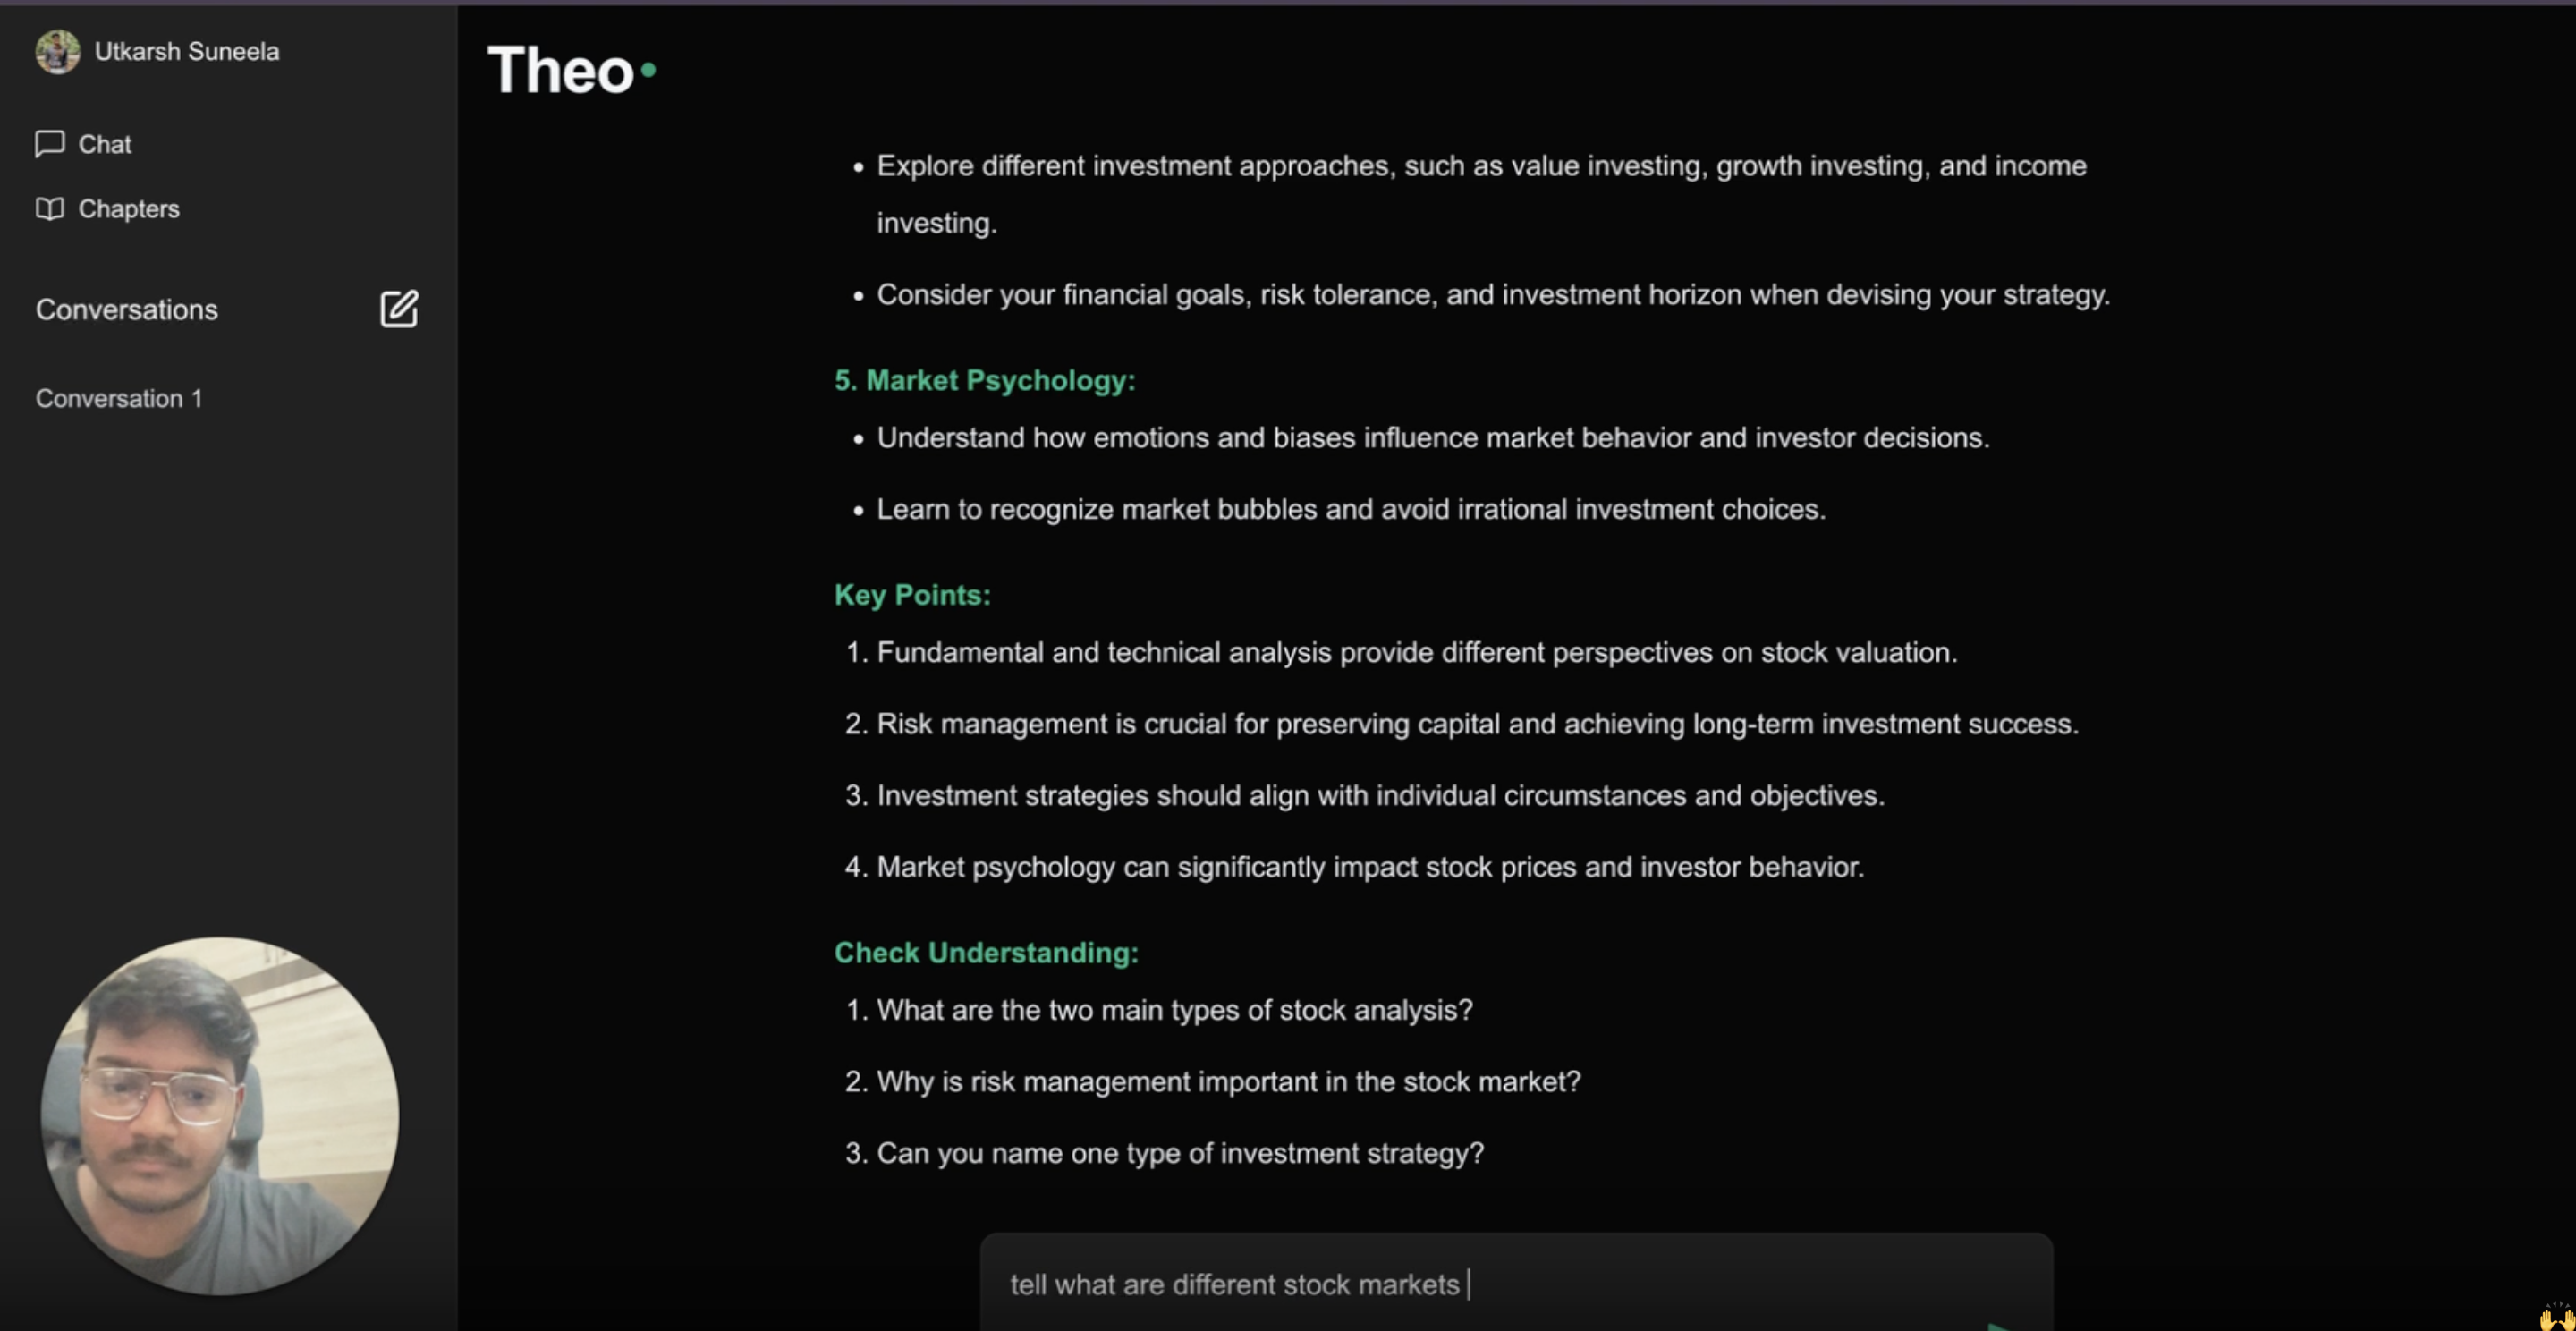 Utkarsh Suneela
Chat
Chapters
Conversations
Conversation 1
Theo
• Explore different investment approaches, such as value investing, growth investing, and income
investing.
• Consider your financial goals, risk tolerance, and investment horizon when devising your strategy.
5. Market Psychology:
• Understand how emotions and biases influence market behavior and investor decisions.
• Learn to recognize market bubbles and avoid irrational investment choices.
Key Points:
1. Fundamental and technical analysis provide different perspectives on stock valuation.
2. Risk management is crucial for preserving capital and achieving long-term investment success.
3. Investment strategies should align with individual circumstances and objectives.
4. Market psychology can significantly impact stock prices and investor behavior.
Check Understanding:
1. What are the two main types of stock analysis?
2. Why is risk management important in the stock market?
3. Can you name one type of investment strategy?
tell what are different stock markets